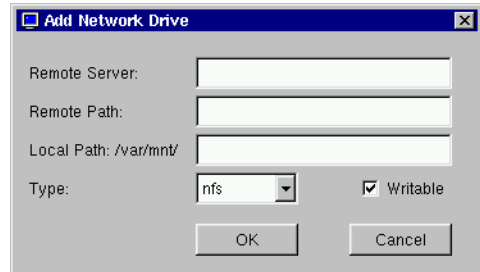 Add Network Drive
Remote Server:
Remote Path:
Local Path: /var/mnt/
Type: nfs Writable
OK Cancel